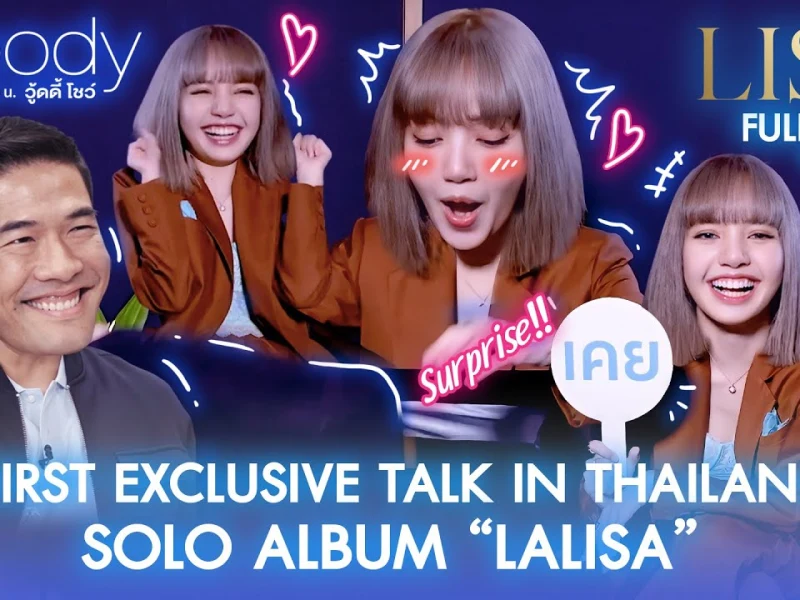 ody
น. วู้ดดี้ โชว์
LIS
FULL
Surprise!!
เคย
IRST EXCLUSIVE TALK IN THAILAN
SOLO ALBUM “LALISA”